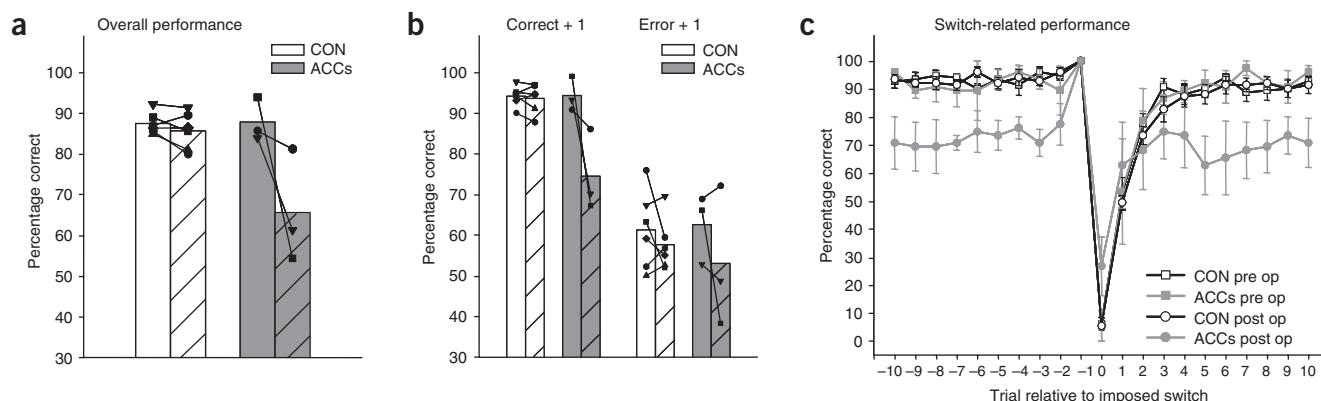 a
Overall performance
CON
ACCs
Percentage correct
100
90
80
70
60
50
40
30
b
Correct + 1
Error + 1
CON
ACCs
Percentage correct
100
90
80
70
60
50
40
30
c
Switch-related performance
Percentage correct
100
90
80
70
60
50
40
30
20
10
0
CON pre op
ACCs pre op
CON post op
ACCs post op
–10 –9 –8 –7 –6 –5 –4 –3 –2 –1 0 1 2 3 4 5 6 7 8 9 10
Trial relative to imposed switch